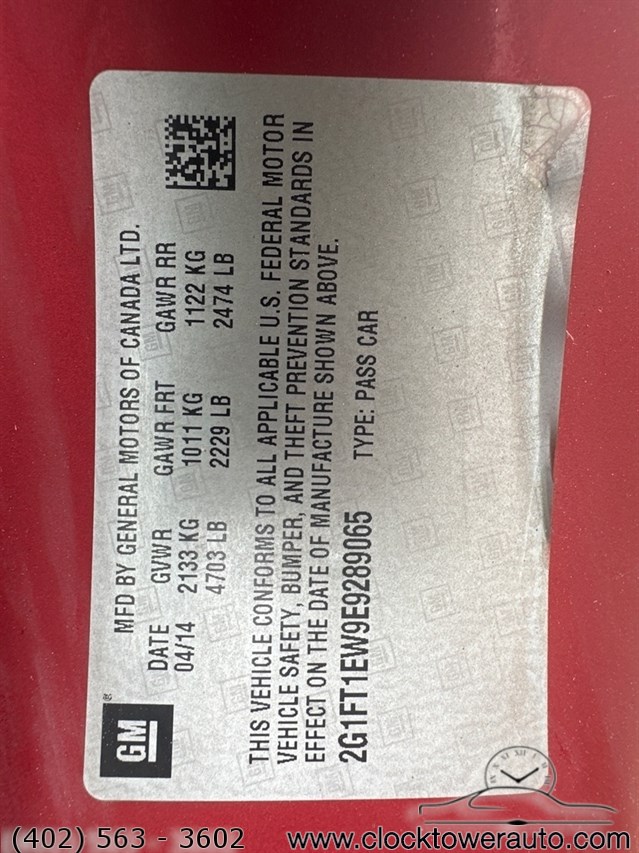 GM
MFD BY GENERAL MOTORS OF CANADA LTD.
DATE GVWR GAWR FRT GAWR RR
04/14 2133 KG 1011 KG 1122 KG
4703 LB 2229 LB 2474 LB
THIS VEHICLE CONFORMS TO ALL APPLICABLE U.S. FEDERAL MOTOR
VEHICLE SAFETY, BUMPER, AND THEFT PREVENTION STANDARDS IN
EFFECT ON THE DATE OF MANUFACTURE SHOWN ABOVE.
2G1FT1EW9E9289065 TYPE: PASS CAR
(402) 563 - 3602 www.clocktowerauto.com